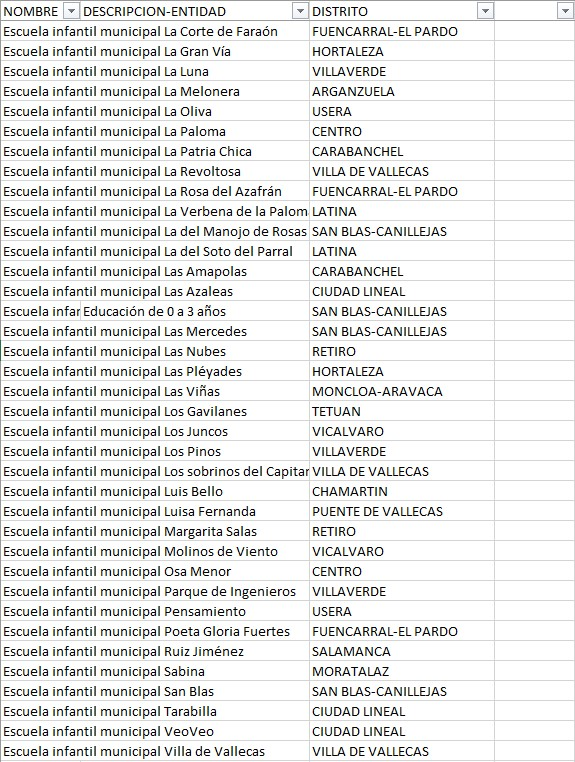 NOMBRE DESCRIPCION-ENTIDAD DISTRITO
Escuela infantil municipal La Corte de Faraón FUENCARRAL-EL PARDO
Escuela infantil municipal La Gran Vía HORTALEZA
Escuela infantil municipal La Luna VILLAVERDE
Escuela infantil municipal La Melonera ARGANZUELA
Escuela infantil municipal La Oliva USERA
Escuela infantil municipal La Paloma CENTRO
Escuela infantil municipal La Patria Chica CARABANCHEL
Escuela infantil municipal La Revoltosa VILLA DE VALLECAS
Escuela infantil municipal La Rosa del Azafrán FUENCARRAL-EL PARDO
Escuela infantil municipal La Verbena de la Palom LATINA
Escuela infantil municipal La del Manojo de Rosas SAN BLAS-CANILLEJAS
Escuela infantil municipal La del Soto del Parral LATINA
Escuela infantil municipal Las Amapolas CARABANCHEL
Escuela infantil municipal Las Azaleas CIUDAD LINEAL
Escuela infar Educación de 0 a 3 años SAN BLAS-CANILLEJAS
Escuela infantil municipal Las Mercedes SAN BLAS-CANILLEJAS
Escuela infantil municipal Las Nubes RETIRO
Escuela infantil municipal Las Pléyades HORTALEZA
Escuela infantil municipal Las Viñas MONCLOA-ARAVACA
Escuela infantil municipal Los Gavilanes TETUAN
Escuela infantil municipal Los Juncos VICALVARO
Escuela infantil municipal Los Pinos VILLAVERDE
Escuela infantil municipal Los sobrinos del Capitar VILLA DE VALLECAS
Escuela infantil municipal Luis Bello CHAMARTIN
Escuela infantil municipal Luisa Fernanda PUENTE DE VALLECAS
Escuela infantil municipal Margarita Salas RETIRO
Escuela infantil municipal Molinos de Viento VICALVARO
Escuela infantil municipal Osa Menor CENTRO
Escuela infantil municipal Parque de Ingenieros VILLAVERDE
Escuela infantil municipal Pensamiento USERA
Escuela infantil municipal Poeta Gloria Fuertes FUENCARRAL-EL PARDO
Escuela infantil municipal Ruiz Jiménez SALAMANCA
Escuela infantil municipal Sabina MORATALAZ
Escuela infantil municipal San Blas SAN BLAS-CANILLEJAS
Escuela infantil municipal Tarabilla CIUDAD LINEAL
Escuela infantil municipal VeoVeo CIUDAD LINEAL
Escuela infantil municipal Villa de Vallecas VILLA DE VALLECAS